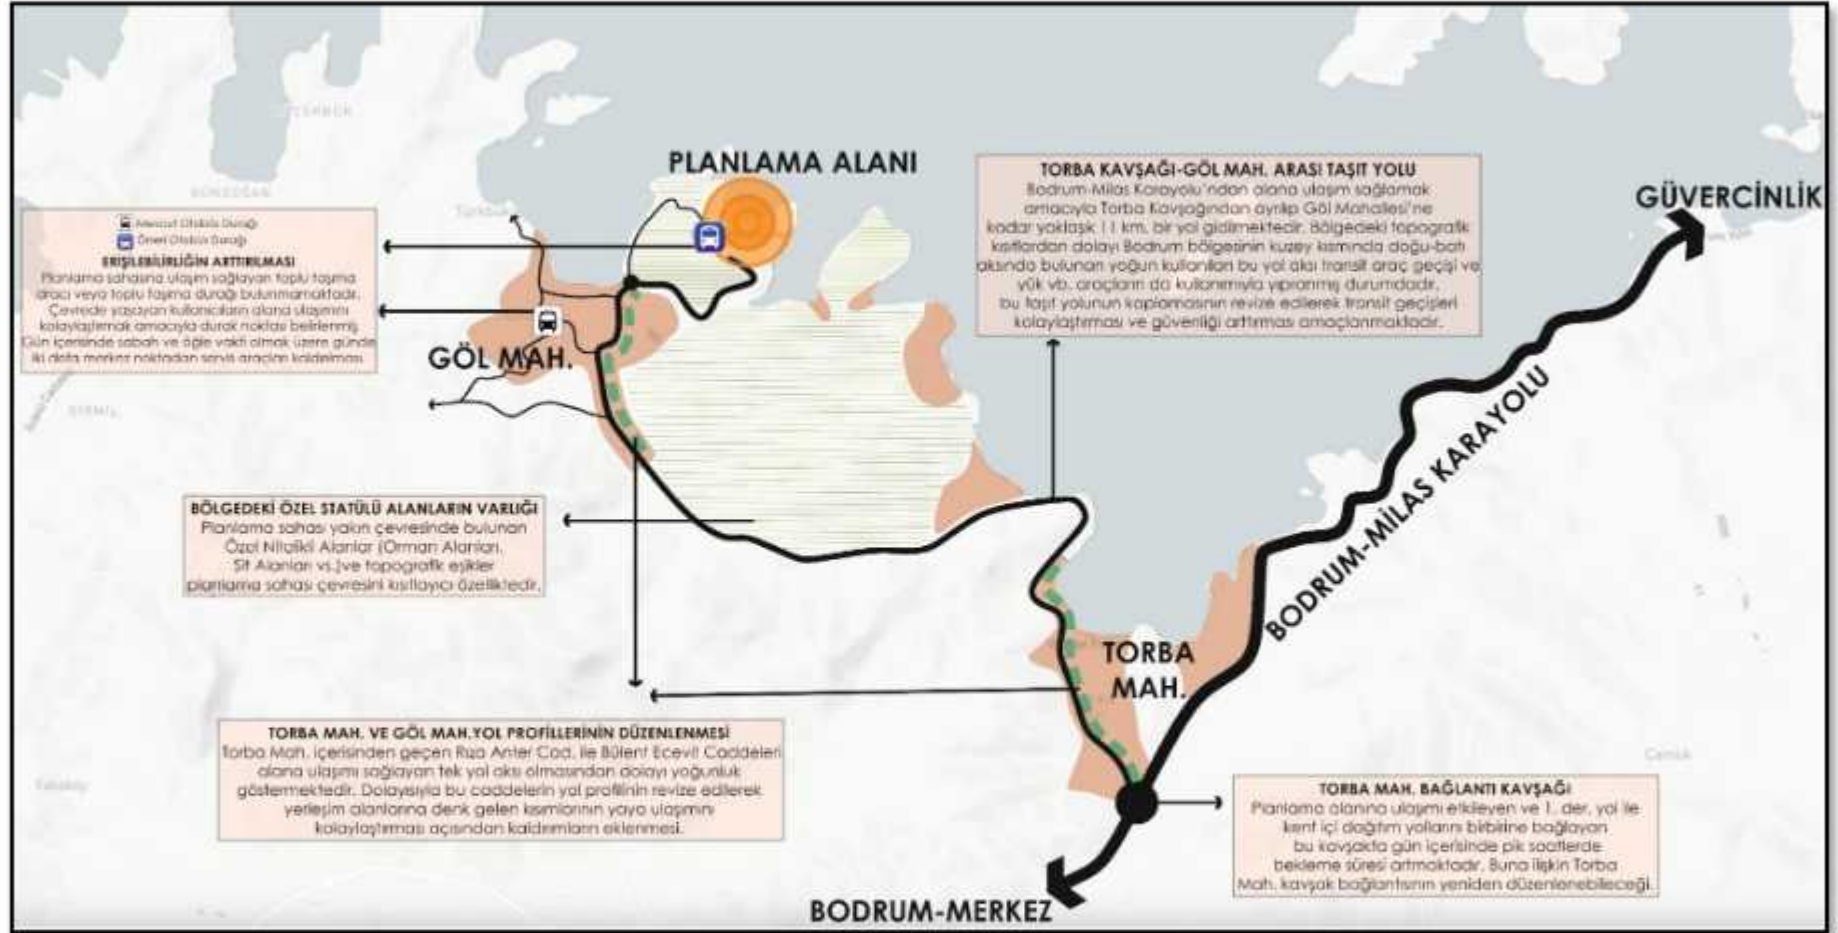 PLANLAMA ALANI
GÜVERCİNLİK
TORBA KAVŞAĞI-GÖL MAH. ARASI TAŞIT YOLU
Bodrum-Milas Karayolu'ndan alana ulaşım sağlamak
amacıyla Torba Kavşağından ayrılıp Göl Mahallesi'ne
kadar yaklaşık 11 km. bir yol gidilmektedir. Bölgedeki topografik
kısıtlardan dolayı Bodrum bölgesinin kuzey kısmında doğu-batı
aksında bulunan yoğun kullanılan bu yol aksı transit araç geçişi ve
yük vb. araçların da kullanımıyla yıpranmış durumdadır.
bu taşıt yolunun kaplamasının revize edilerek transit geçişleri
kolaylaştırması ve güvenliği arttırması amaçlanmaktadır.
Mevcut Otobüs Durağı
Öneri Otobüs Durağı
ERİŞİLEBİLİRLİĞİN ARTTIRILMASI
Planlama sahasına ulaşım sağlayan toplu taşıma
aracı veya toplu taşıma durağı bulunmamaktadır.
Çevrede yaşayan kullanıcıların alana ulaşımını
kolaylaştırmak amacıyla durak noktası belirlenmiş
Gün içerisinde sabah ve öğle vakti olmak üzere günde
iki defa merkez noktadan servis araçları kaldırılması
GÖL MAH.
BODRUM-MİLAS KARAYOLU
BÖLGEDEKİ ÖZEL STATÜLÜ ALANLARIN VARLIĞI
Planlama sahası yakın çevresinde bulunan
Özel Nitelikli Alanlar (Orman Alanları,
Sit Alanları vs.)ve topografik eşikler
planlama sahası çevresini kısıtlayıcı özelliktedir.
TORBA
MAH.
TORBA MAH. VE GÖL MAH.YOL PROFİLLERİNİN DÜZENLENMESİ
Torba Mah. içerisinden geçen Rıza Anter Cad. ile Bülent Ecevit Caddeleri
alana ulaşımı sağlayan tek yol aksı olmasından dolayı yoğunluk
göstermektedir. Dolayısıyla bu caddelerin yol profilinin revize edilerek
yerleşim alanlarına denk gelen kısımlarının yaya ulaşımını
kolaylaştırması açısından kaldırımların eklenmesi.
TORBA MAH. BAĞLANTI KAVŞAĞI
Planlama alanına ulaşımı etkileyen ve 1. der. yol ile
kent içi dağıtım yollarını birbirine bağlayan
bu kavşakta gün içerisinde pik saatlerde
bekleme süresi artmaktadır. Buna ilişkin Torba
Mah. kavşak bağlantısının yeniden düzenlenebileceği.
BODRUM-MERKEZ